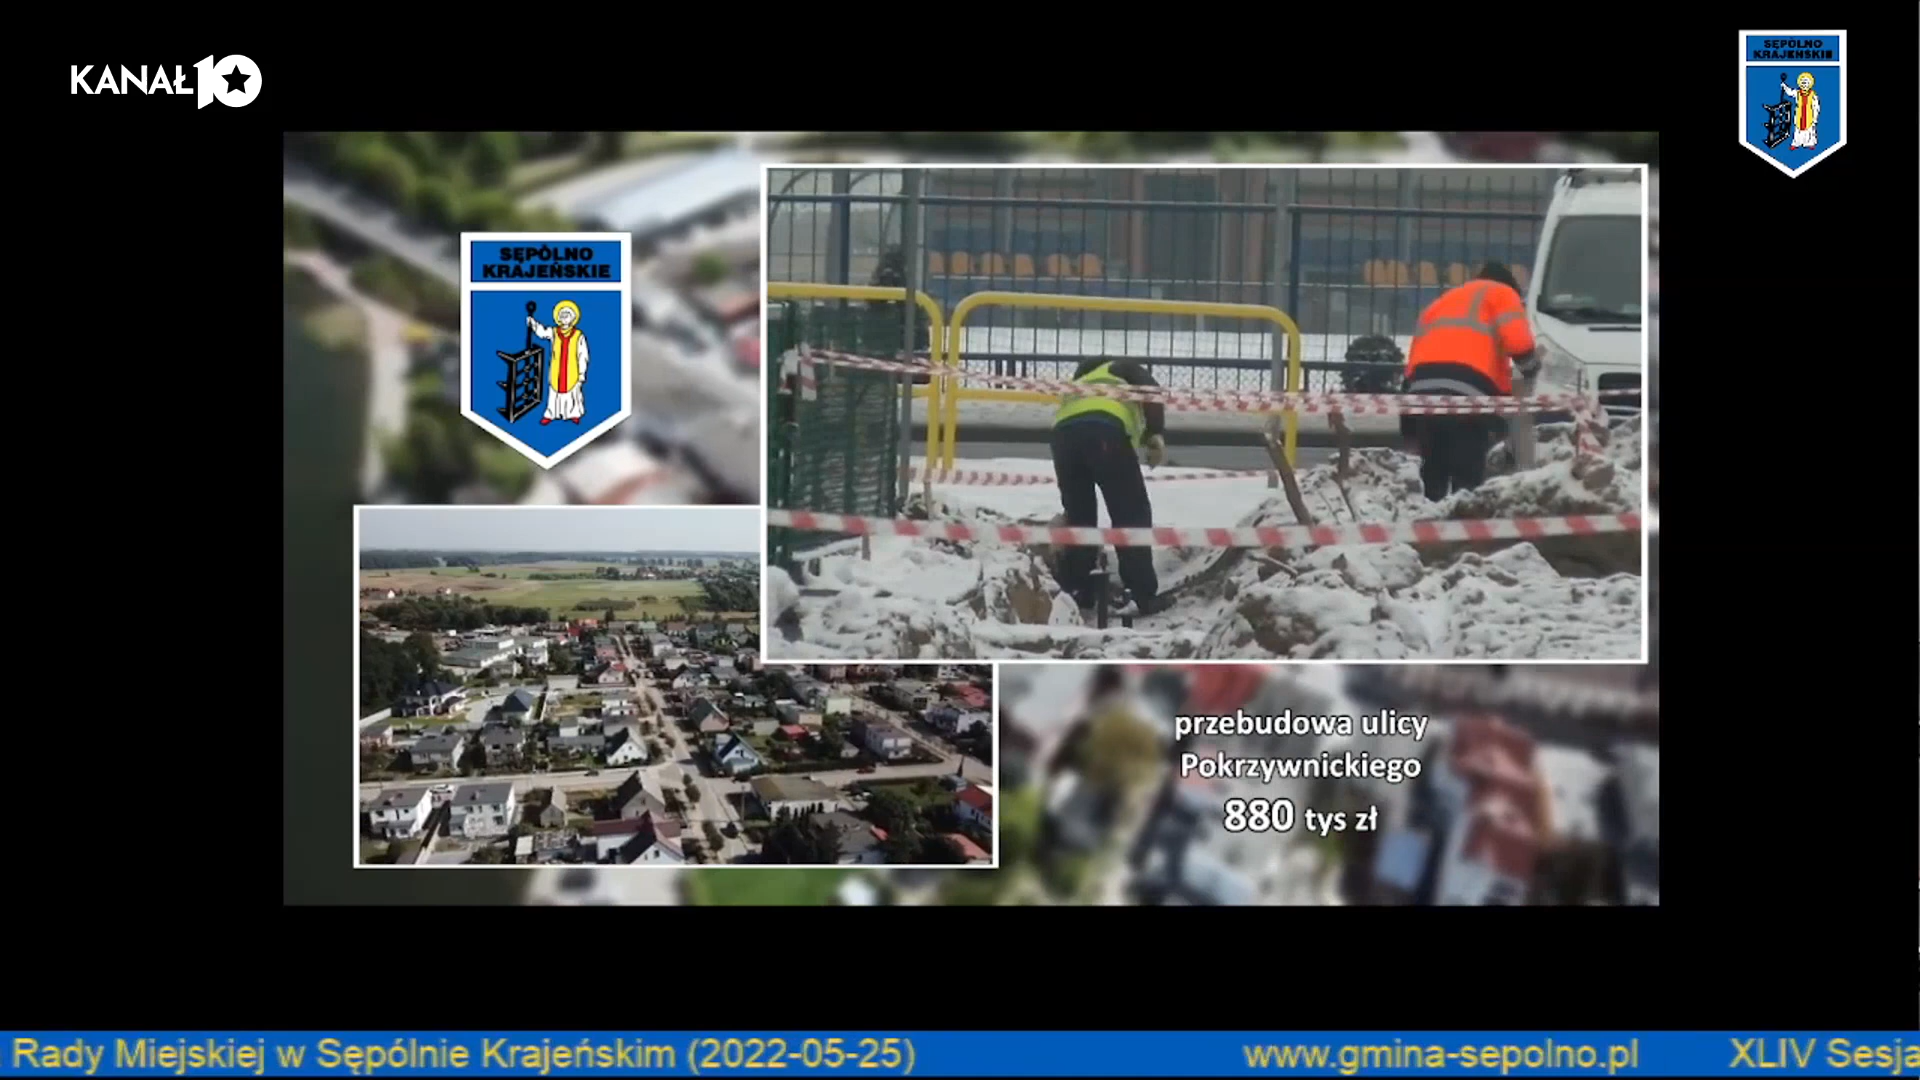 KANAŁ10
SĘPÓLNO
KRAJEŃSKIE
SĘPÓLNO
KRAJEŃSKIE
przebudowa ulicy
Pokrzywnickiego
880 tys zł
Rady Miejskiej w Sępólnie Krajeńskim (2022-05-25) www.gmina-sepolno.pl XLIV Sesja